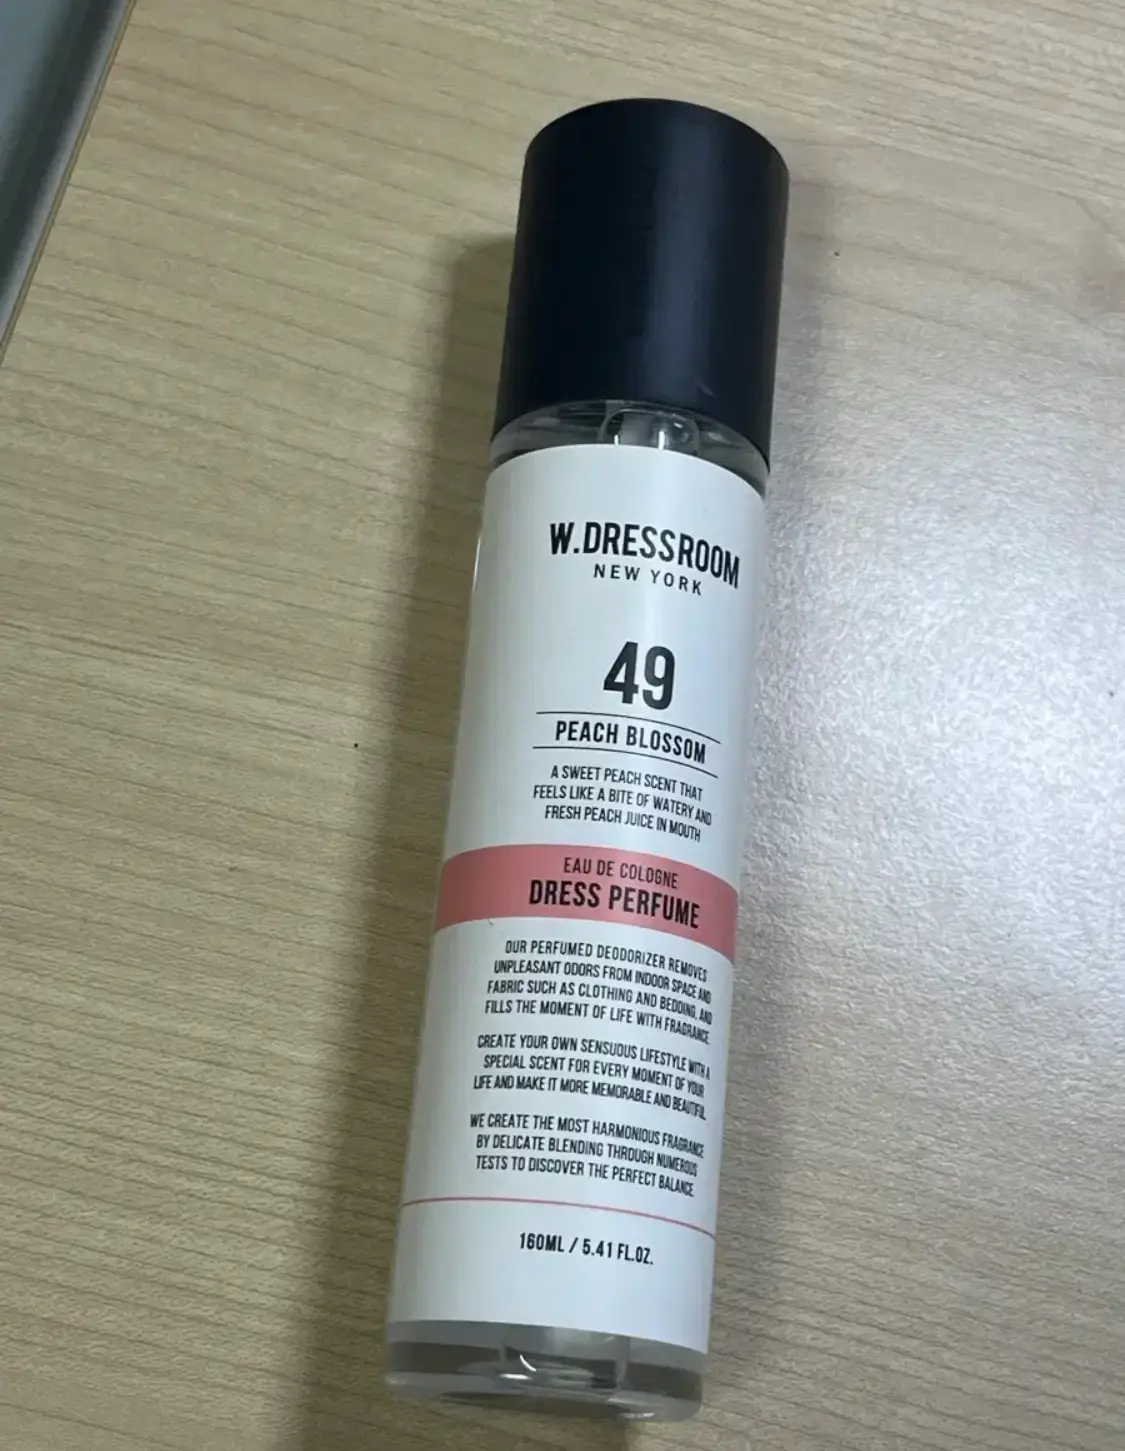 W.DRESSROOM
NEW YORK
49
PEACH BLOSSOM
A SWEET PEACH SCENT THAT
FEELS LIKE A BITE OF WATERY AND
FRESH PEACH JUICE IN MOUTH
EAU DE COLOGNE
DRESS PERFUME
OUR PERFUMED DEODORIZER REMOVES
UNPLEASANT ODORS FROM INDOOR SPACE AND
FABRIC SUCH AS CLOTHING AND BEDDING, AND
FILLS THE MOMENT OF LIFE WITH FRAGRANCE.
CREATE YOUR OWN SENSUOUS LIFESTYLE WITH A
SPECIAL SCENT FOR EVERY MOMENT OF YOUR
LIFE AND MAKE IT MORE MEMORABLE AND BEAUTIFUL.
WE CREATE THE MOST HARMONIOUS FRAGRANCE
BY DELICATE BLENDING THROUGH NUMEROUS
TESTS TO DISCOVER THE PERFECT BALANCE.
160ML / 5.41 FL.OZ.